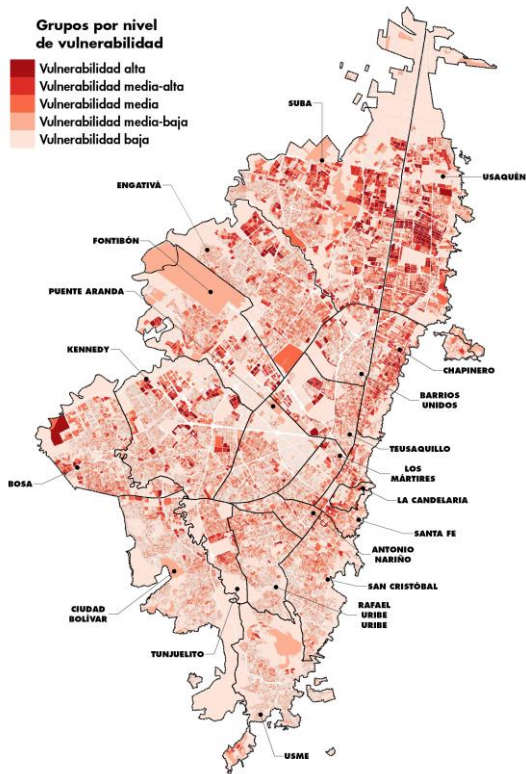 Grupos por nivel
de vulnerabilidad
Vulnerabilidad alta
Vulnerabilidad media-alta
Vulnerabilidad media
Vulnerabilidad media-baja
Vulnerabilidad baja
SUBA
USAQUÉN
ENGATIVÁ
FONTIBÓN
PUENTE ARANDA
KENNEDY
CHAPINERO
BARRIOS
UNIDOS
TEUSAQUILLO
LOS
MÁRTIRES
BOSA
LA CANDELARIA
SANTA FE
ANTONIO
NARIÑO
SAN CRISTÓBAL
CIUDAD
BOLÍVAR
RAFAEL
URIBE
URIBE
TUNJUELITO
USME